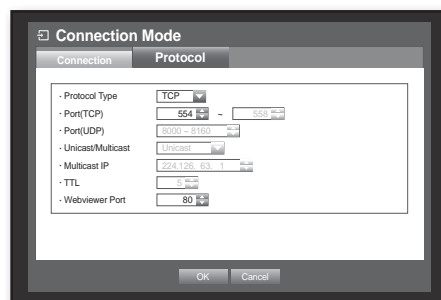 Connection Mode
Connection Protocol
· Protocol Type TCP
· Port(TCP) 554 ~ 558
· Port(UDP) 8000 ~ 8160
· Unicast/Multicast Unicast
· Multicast IP 224.126. 63. 1
· TTL 5
· Webviewer Port 80
OK Cancel